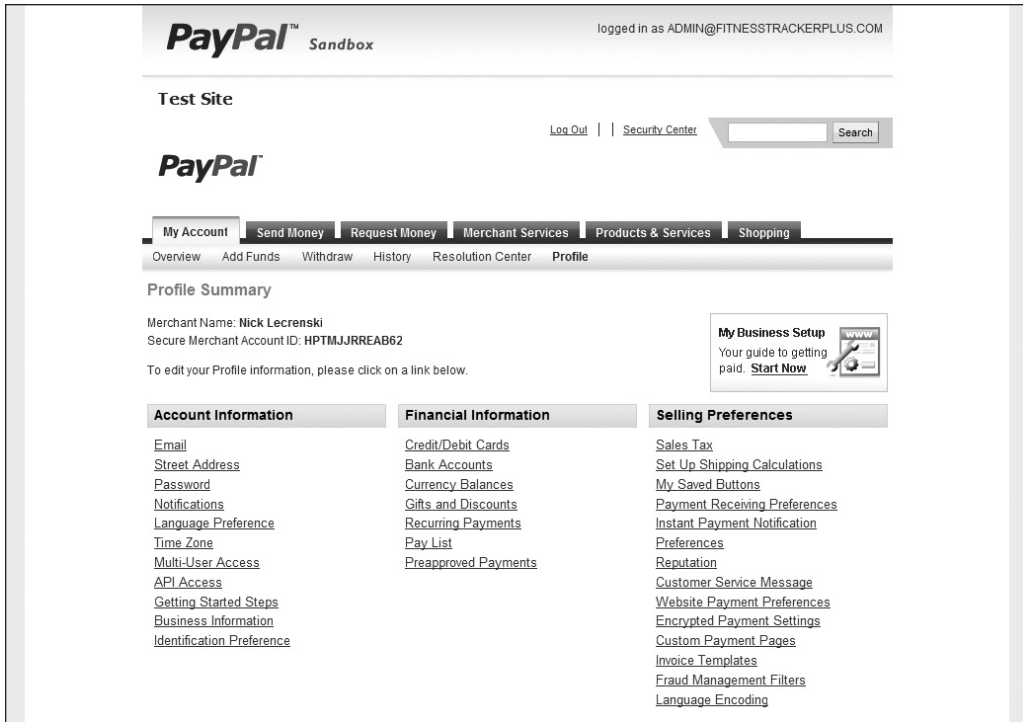 PayPal™ Sandbox
logged in as ADMIN@FITNESSTRACKERPLUS.COM
Test Site
Log Out | | Security Center Search
PayPal™
My Account Send Money Request Money Merchant Services Products & Services Shopping
Overview Add Funds Withdraw History Resolution Center Profile
Profile Summary
Merchant Name: Nick Lecrenski
Secure Merchant Account ID: HPTMJJRREAB62
To edit your Profile information, please click on a link below.
My Business Setup
Your guide to getting
paid. Start Now
WWW
Account Information
Email
Street Address
Password
Notifications
Language Preference
Time Zone
Multi-User Access
API Access
Getting Started Steps
Business Information
Identification Preference
Financial Information
Credit/Debit Cards
Bank Accounts
Currency Balances
Gifts and Discounts
Recurring Payments
Pay List
Preapproved Payments
Selling Preferences
Sales Tax
Set Up Shipping Calculations
My Saved Buttons
Payment Receiving Preferences
Instant Payment Notification
Preferences
Reputation
Customer Service Message
Website Payment Preferences
Encrypted Payment Settings
Custom Payment Pages
Invoice Templates
Fraud Management Filters
Language Encoding